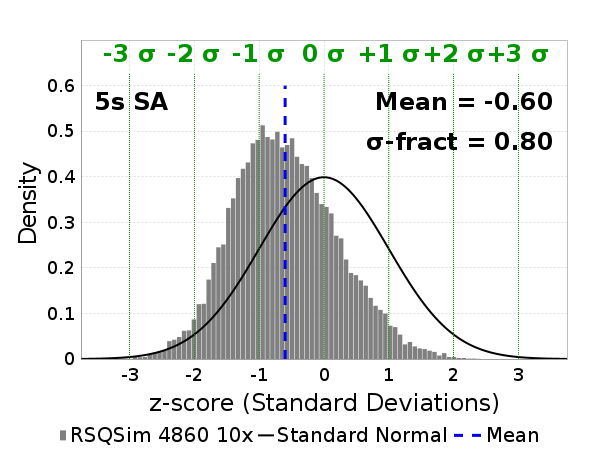 -3 σ -2 σ -1 σ 0 σ +1 σ +2 σ +3 σ
0.6
5s SA
Mean = -0.60
0.5
σ-fract = 0.80
0.4
0.3
0.2
0.1
0
Density
-3 -2 -1 0 1 2 3
z-score (Standard Deviations)
RSQSim 4860 10x Standard Normal Mean